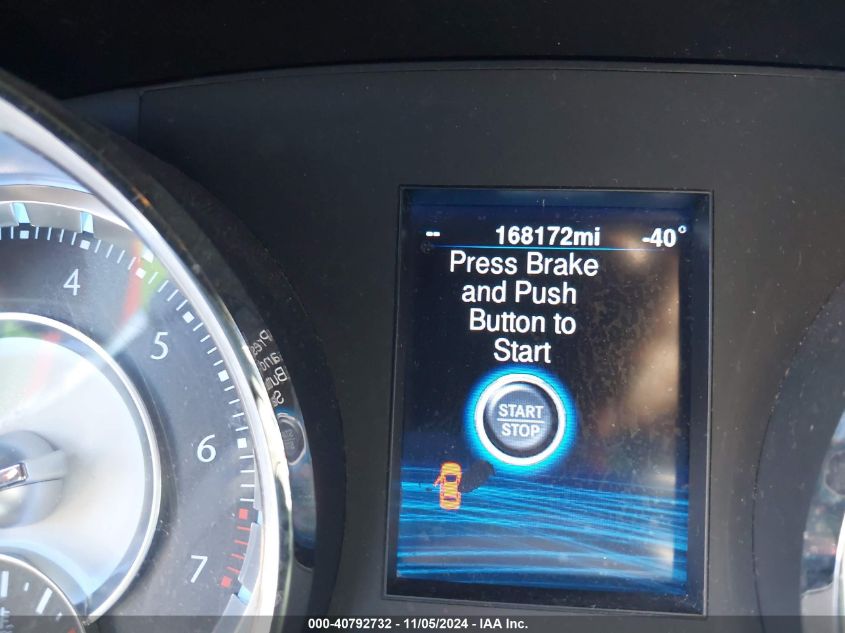 -- 168172mi -40°
Press Brake
and Push
Button to
Start
START
STOP
4
5
6
7
000-40792732 - 11/05/2024 - IAA Inc.